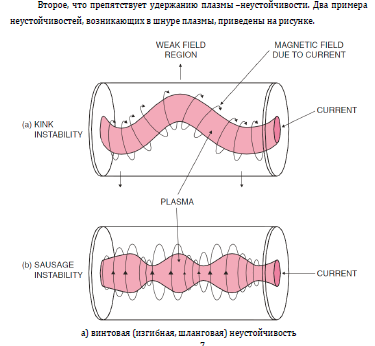 Второе, что препятствует удержанию плазмы –неустойчивости. Два примера
неустойчивостей, возникающих в шнуре плазмы, приведены на рисунке.
WEAK FIELD
REGION
MAGNETIC FIELD
DUE TO CURRENT
(a) KINK
INSTABILITY
CURRENT
PLASMA
(b) SAUSAGE
INSTABILITY
CURRENT
а) винтовая (изгибная, шланговая) неустойчивость
7